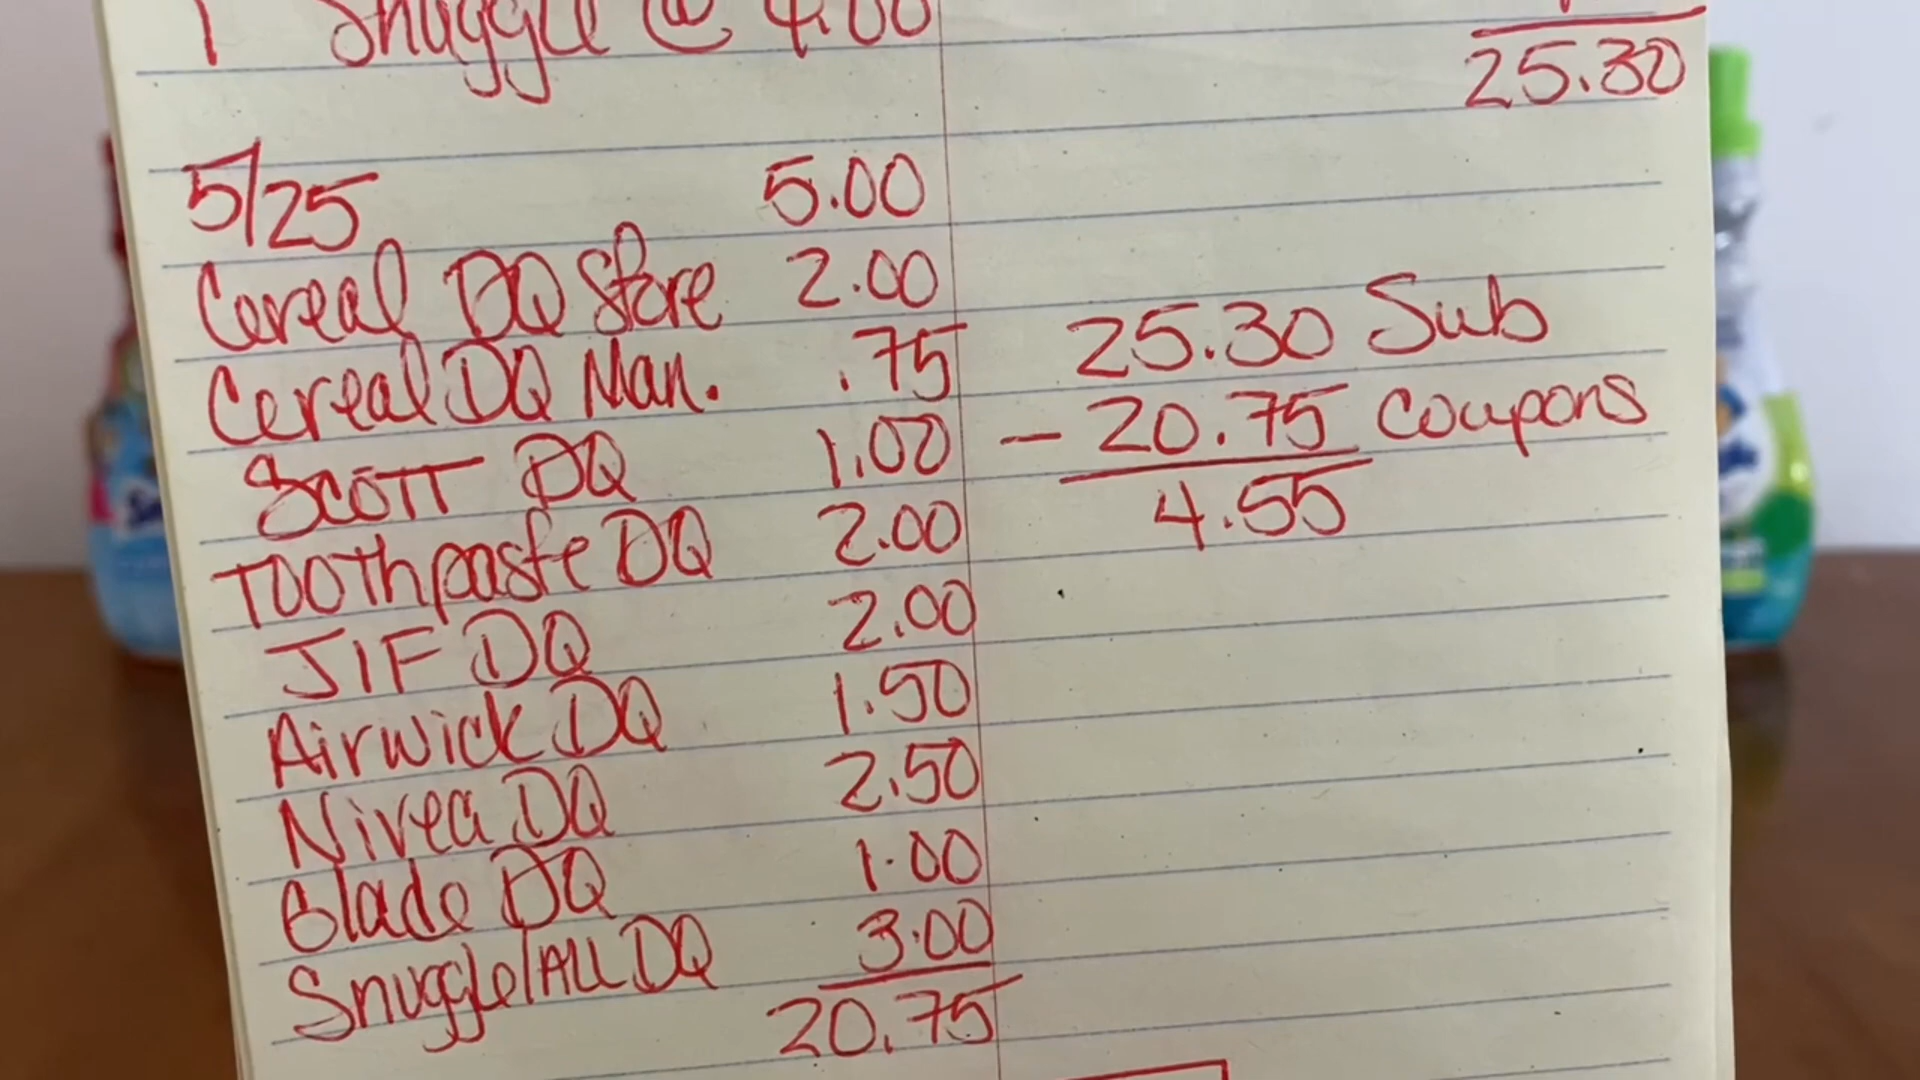 1 Snuggle @ 4.00
25.30
5/25 5.00
Cereal DQ Store 2.00
Cereal DQ Man. .75
SCOTT DQ 1.00
TOOThpaste DQ 2.00
JIF DQ 2.00
Airwick DQ 1.50
Nivea DQ 2.50
Glade DQ 1.00
Snuggle/ALL DQ 3.00
20.75
25.30 Sub
- 20.75 coupons
4.55